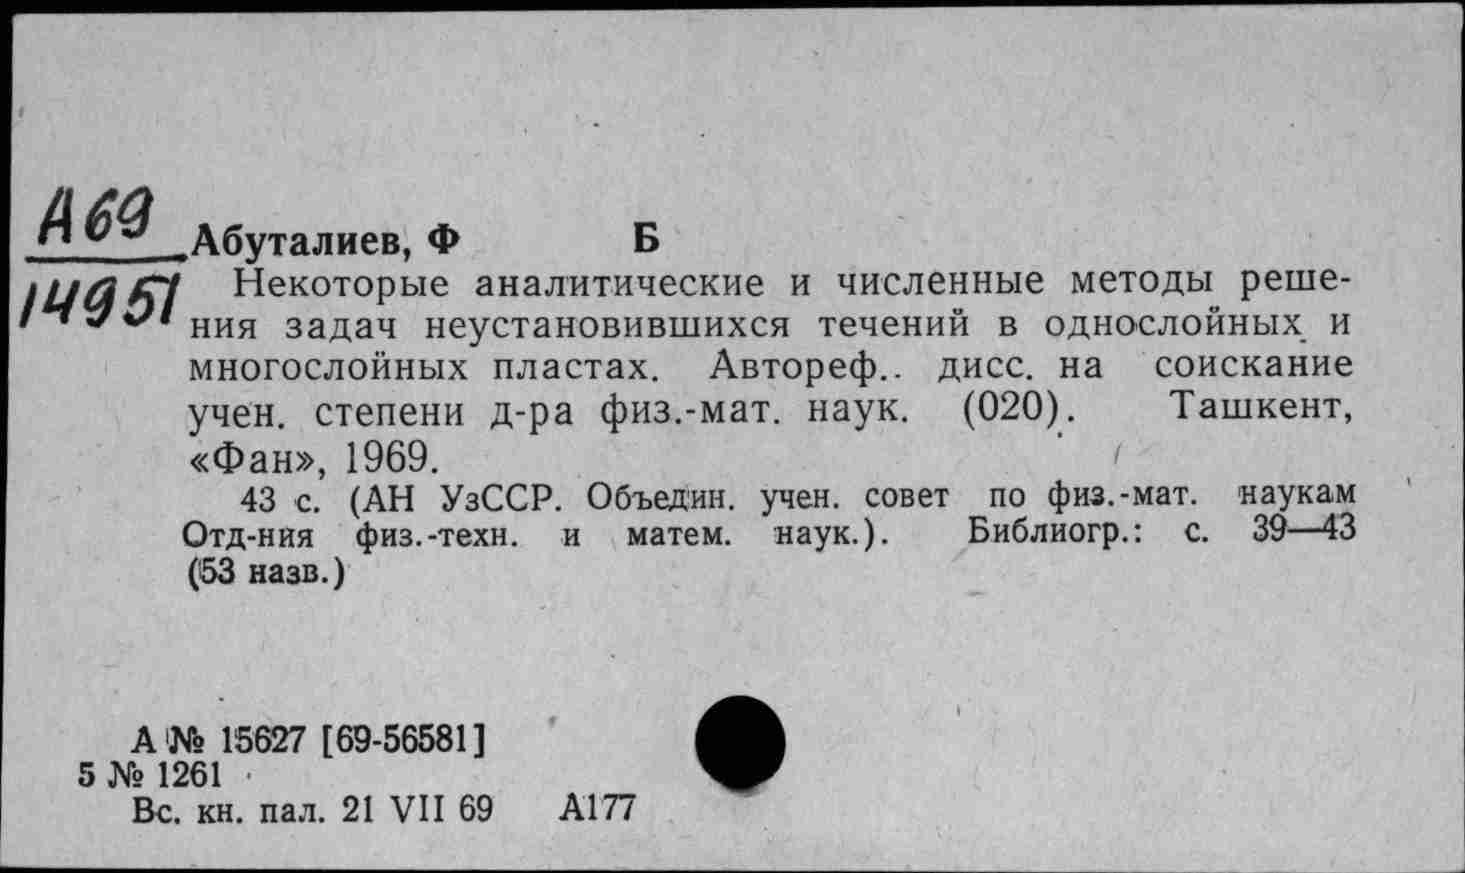 А69
Абуталиев, Ф Б
14951
Некоторые аналитические и численные методы реше-
ния задач неустановившихся течений в однослойных и
многослойных пластах. Автореф.. дисс. на соискание
учен. степени д-ра физ.-мат. наук. (020). Ташкент,
«Фан», 1969.
43 с. (АН УзССР. Объедин. учен. совет по физ.-мат. наукам
Отд-ния физ.-техн. и матем. наук.). Библиогр.: с. 39—43
(53 назв.)
А № 15627 [69-56581]
5 № 1261
Вс. кн. пал. 21 VII 69 А177